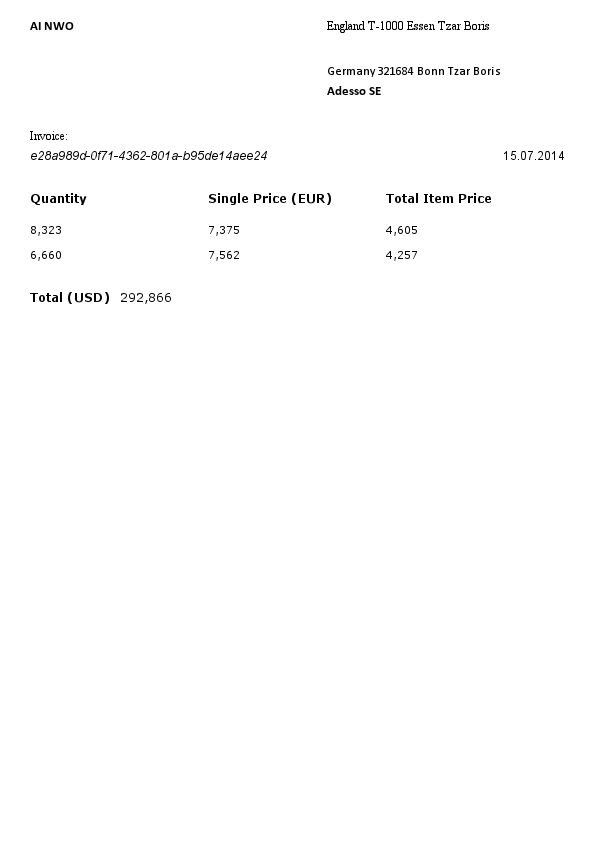 AI NWO
England T-1000 Essen Tzar Boris
Germany 321684 Bonn Tzar Boris
Adesso SE
Invoice:
e28a989d-0f71-4362-801a-b95de14aee24 15.07.2014
Quantity Single Price (EUR) Total Item Price
8,323 7,375 4,605
6,660 7,562 4,257
Total (USD) 292,866